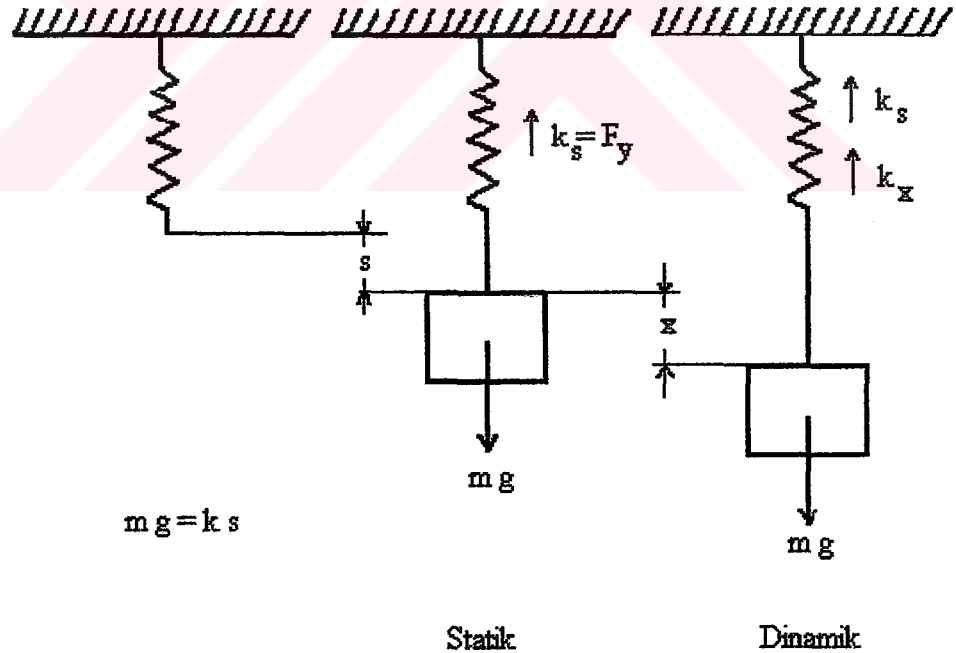 k_s = F_y
k_s
k_x
s
x
m g
m g = k s
m g
Statik
Dinamik